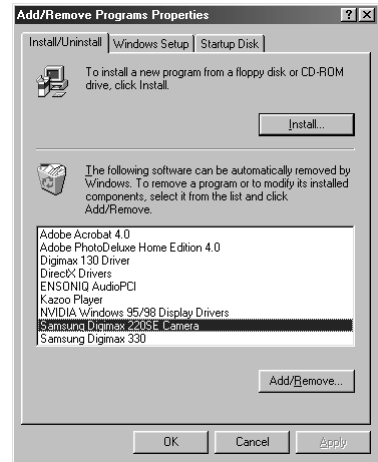 Add/Remove Programs Properties
Install/Uninstall Windows Setup Startup Disk
To install a new program from a floppy disk or CD-ROM
drive, click Install.
Install...
The following software can be automatically removed by
Windows. To remove a program or to modify its installed
components, select it from the list and click
Add/Remove.
Adobe Acrobat 4.0
Adobe PhotoDeluxe Home Edition 4.0
Digimax 130 Driver
DirectX Drivers
ENSONIQ AudioPCI
Kazoo Player
NVIDIA Windows 95/98 Display Drivers
Samsung Digimax 220SE Camera
Samsung Digimax 330
Add/Remove...
OK Cancel Apply